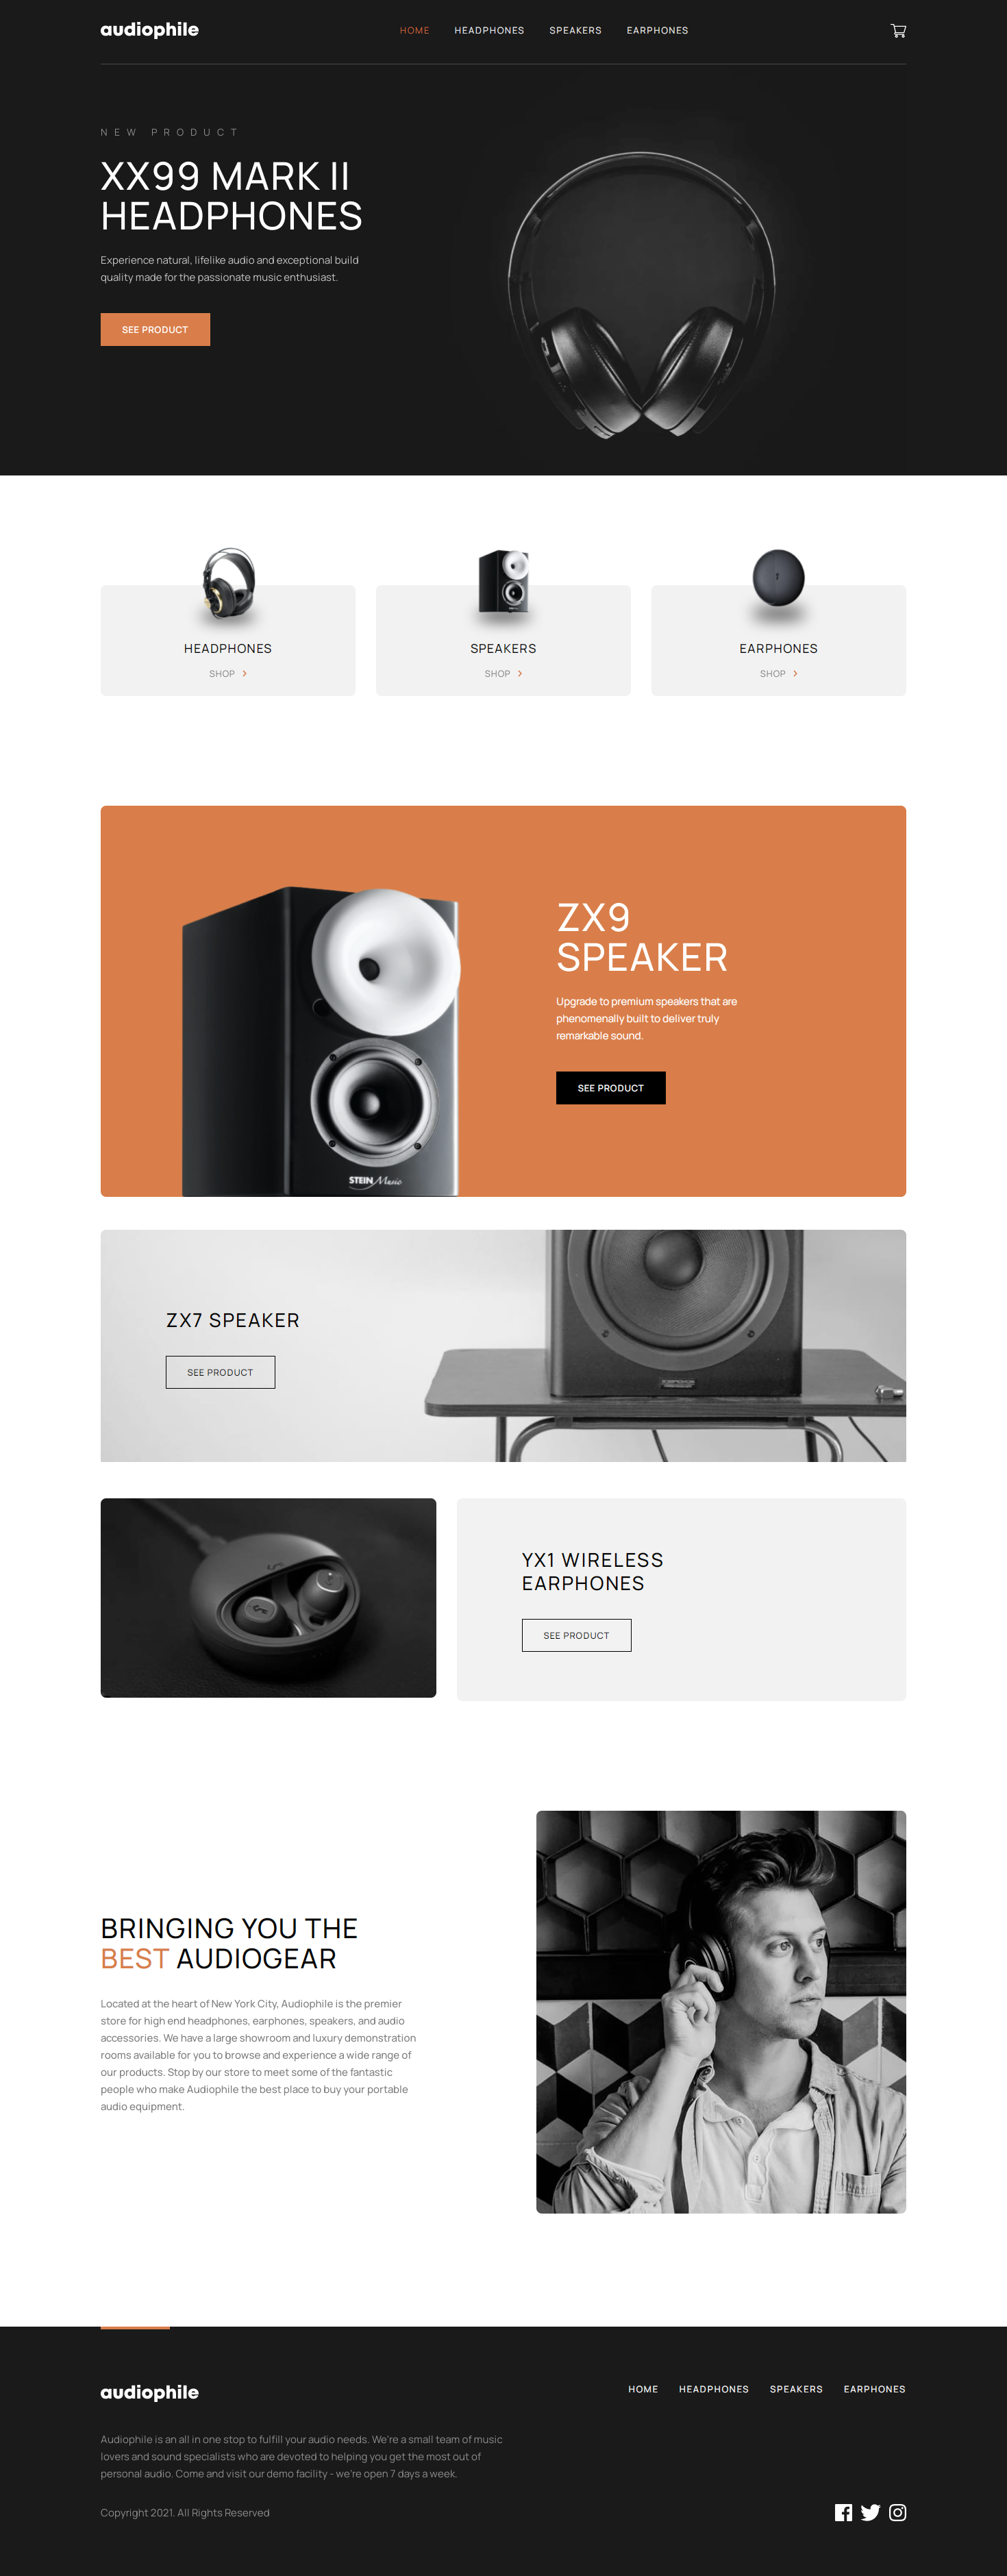 audiophile
HOME HEADPHONES SPEAKERS EARPHONES
NEW PRODUCT
XX99 MARK II
HEADPHONES
Experience natural, lifelike audio and exceptional build
quality made for the passionate music enthusiast.
SEE PRODUCT
HEADPHONES
SHOP
SPEAKERS
SHOP
EARPHONES
SHOP
ZX9
SPEAKER
Upgrade to premium speakers that are
phenomenally built to deliver truly
remarkable sound.
SEE PRODUCT
STEIN Music
ZX7 SPEAKER
SEE PRODUCT
YX1 WIRELESS
EARPHONES
SEE PRODUCT
BRINGING YOU THE
BEST AUDIOGEAR
Located at the heart of New York City, Audiophile is the premier
store for high end headphones, earphones, speakers, and audio
accessories. We have a large showroom and luxury demonstration
rooms available for you to browse and experience a wide range of
our products. Stop by our store to meet some of the fantastic
people who make Audiophile the best place to buy your portable
audio equipment.
audiophile
HOME HEADPHONES SPEAKERS EARPHONES
Audiophile is an all in one stop to fulfill your audio needs. We're a small team of music
lovers and sound specialists who are devoted to helping you get the most out of
personal audio. Come and visit our demo facility - we're open 7 days a week.
Copyright 2021. All Rights Reserved